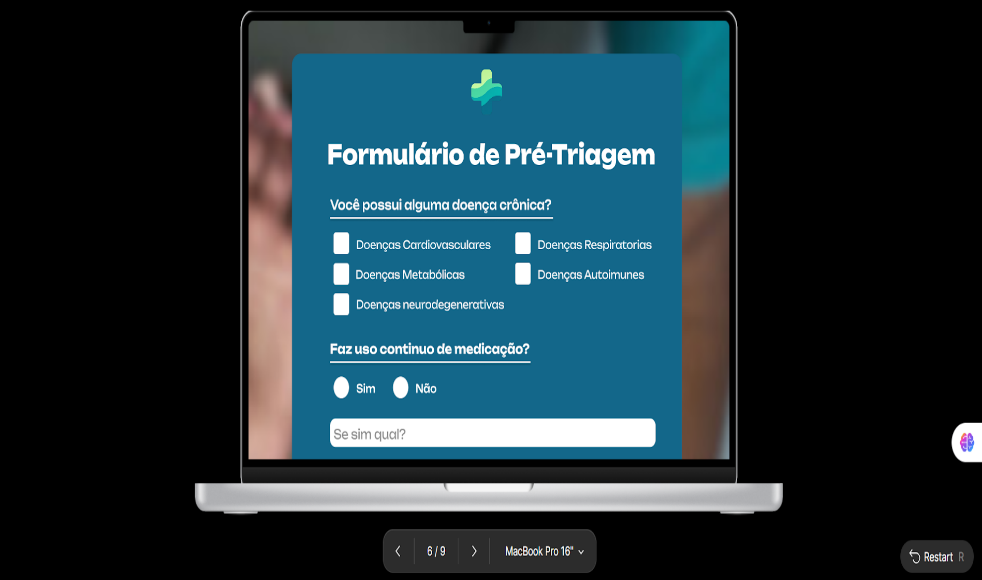 Formulário de Pré-Triagem
Você possui alguma doença crônica?
Doenças Cardiovasculares
Doenças Respiratorias
Doenças Metabólicas
Doenças Autoimunes
Doenças neurodegenerativas
Faz uso continuo de medicação?
Sim
Não
Se sim qual?
6 / 9
MacBook Pro 16"
Restart R